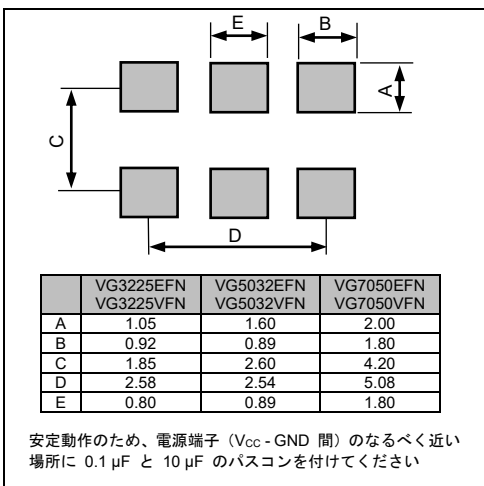 E
B
A
C
D
VG3225EFN VG5032EFN VG7050EFN
VG3225VFN VG5032VFN VG7050VFN
A 1.05 1.60 2.00
B 0.92 0.89 1.80
C 1.85 2.60 4.20
D 2.58 2.54 5.08
E 0.80 0.89 1.80
安定動作のため、電源端子（Vcc - GND 間）のなるべく近い
場所に 0.1 µF と 10 µF のパスコンを付けてください